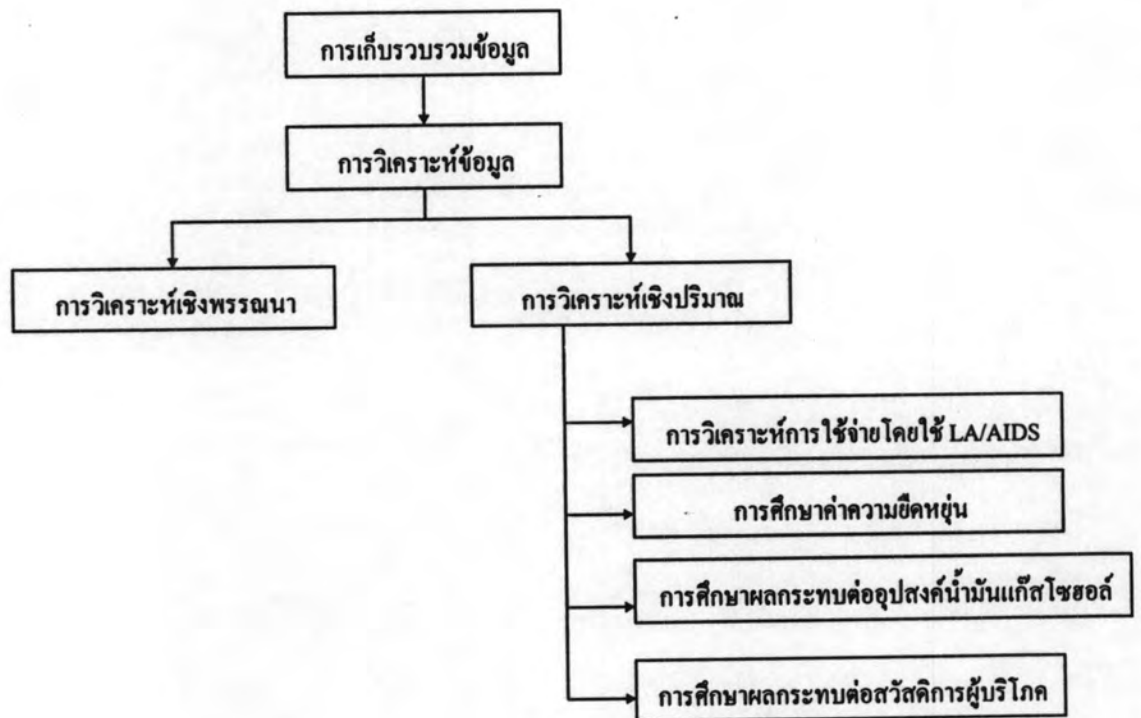 การเก็บรวบรวมข้อมูล
การวิเคราะห์ข้อมูล
การวิเคราะห์เชิงพรรณนา
การวิเคราะห์เชิงปริมาณ
การวิเคราะห์การใช้จ่ายโดยใช้ LA/AIDS
การศึกษาค่าความยืดหยุ่น
การศึกษาผลกระทบต่ออุปสงค์น้ำมันแก๊สโซฮอล์
การศึกษาผลกระทบต่อสวัสดิการผู้บริโภค